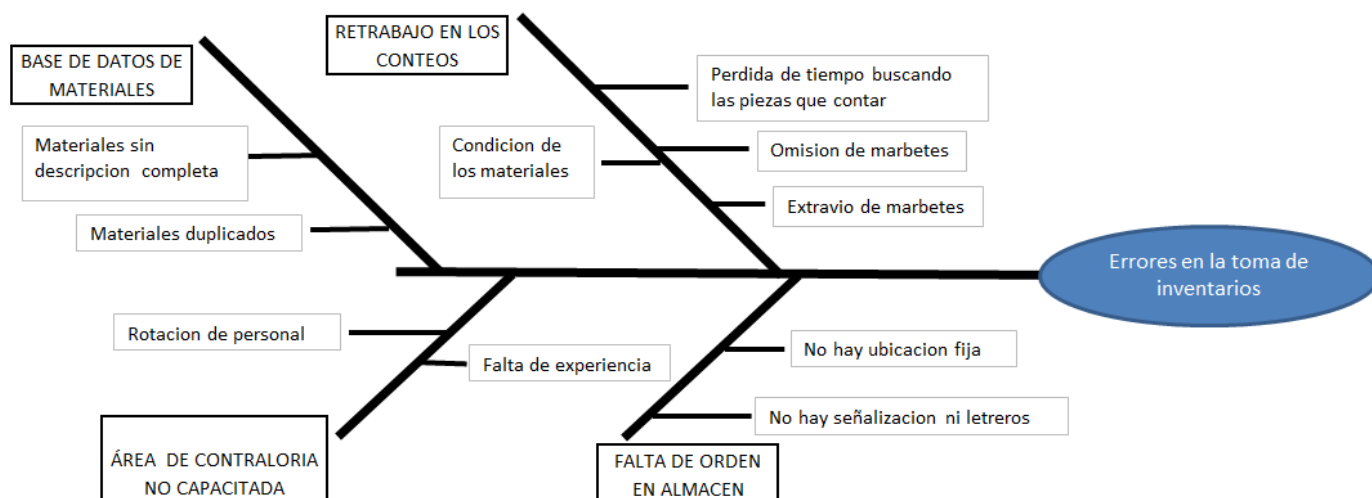 BASE DE DATOS DE
MATERIALES
Materiales sin
descripcion completa
Materiales duplicados
RETRABAJO EN LOS
CONTEOS
Perdida de tiempo buscando
las piezas que contar
Condicion de
los materiales
Omision de marbetes
Extravio de marbetes
Errores en la toma de
inventarios
Rotacion de personal
Falta de experiencia
ÁREA DE CONTRALORIA
NO CAPACITADA
No hay ubicacion fija
No hay señalizacion ni letreros
FALTA DE ORDEN
EN ALMACEN